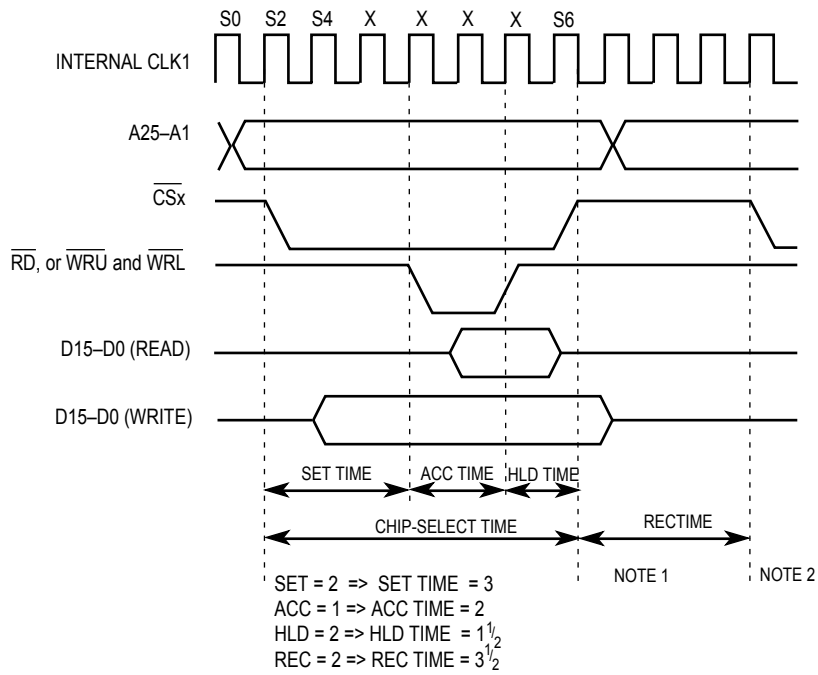 S0 S2 S4 X X X X S6
INTERNAL CLK1
A25–A1
CSx
RD, or WRU and WRL
D15–D0 (READ)
D15–D0 (WRITE)
SET TIME ACC TIME HLD TIME
CHIP-SELECT TIME RECTIME
NOTE 1 NOTE 2
SET = 2 => SET TIME = 3
ACC = 1 => ACC TIME = 2
HLD = 2 => HLD TIME = 1 1/2
REC = 2 => REC TIME = 3 1/2